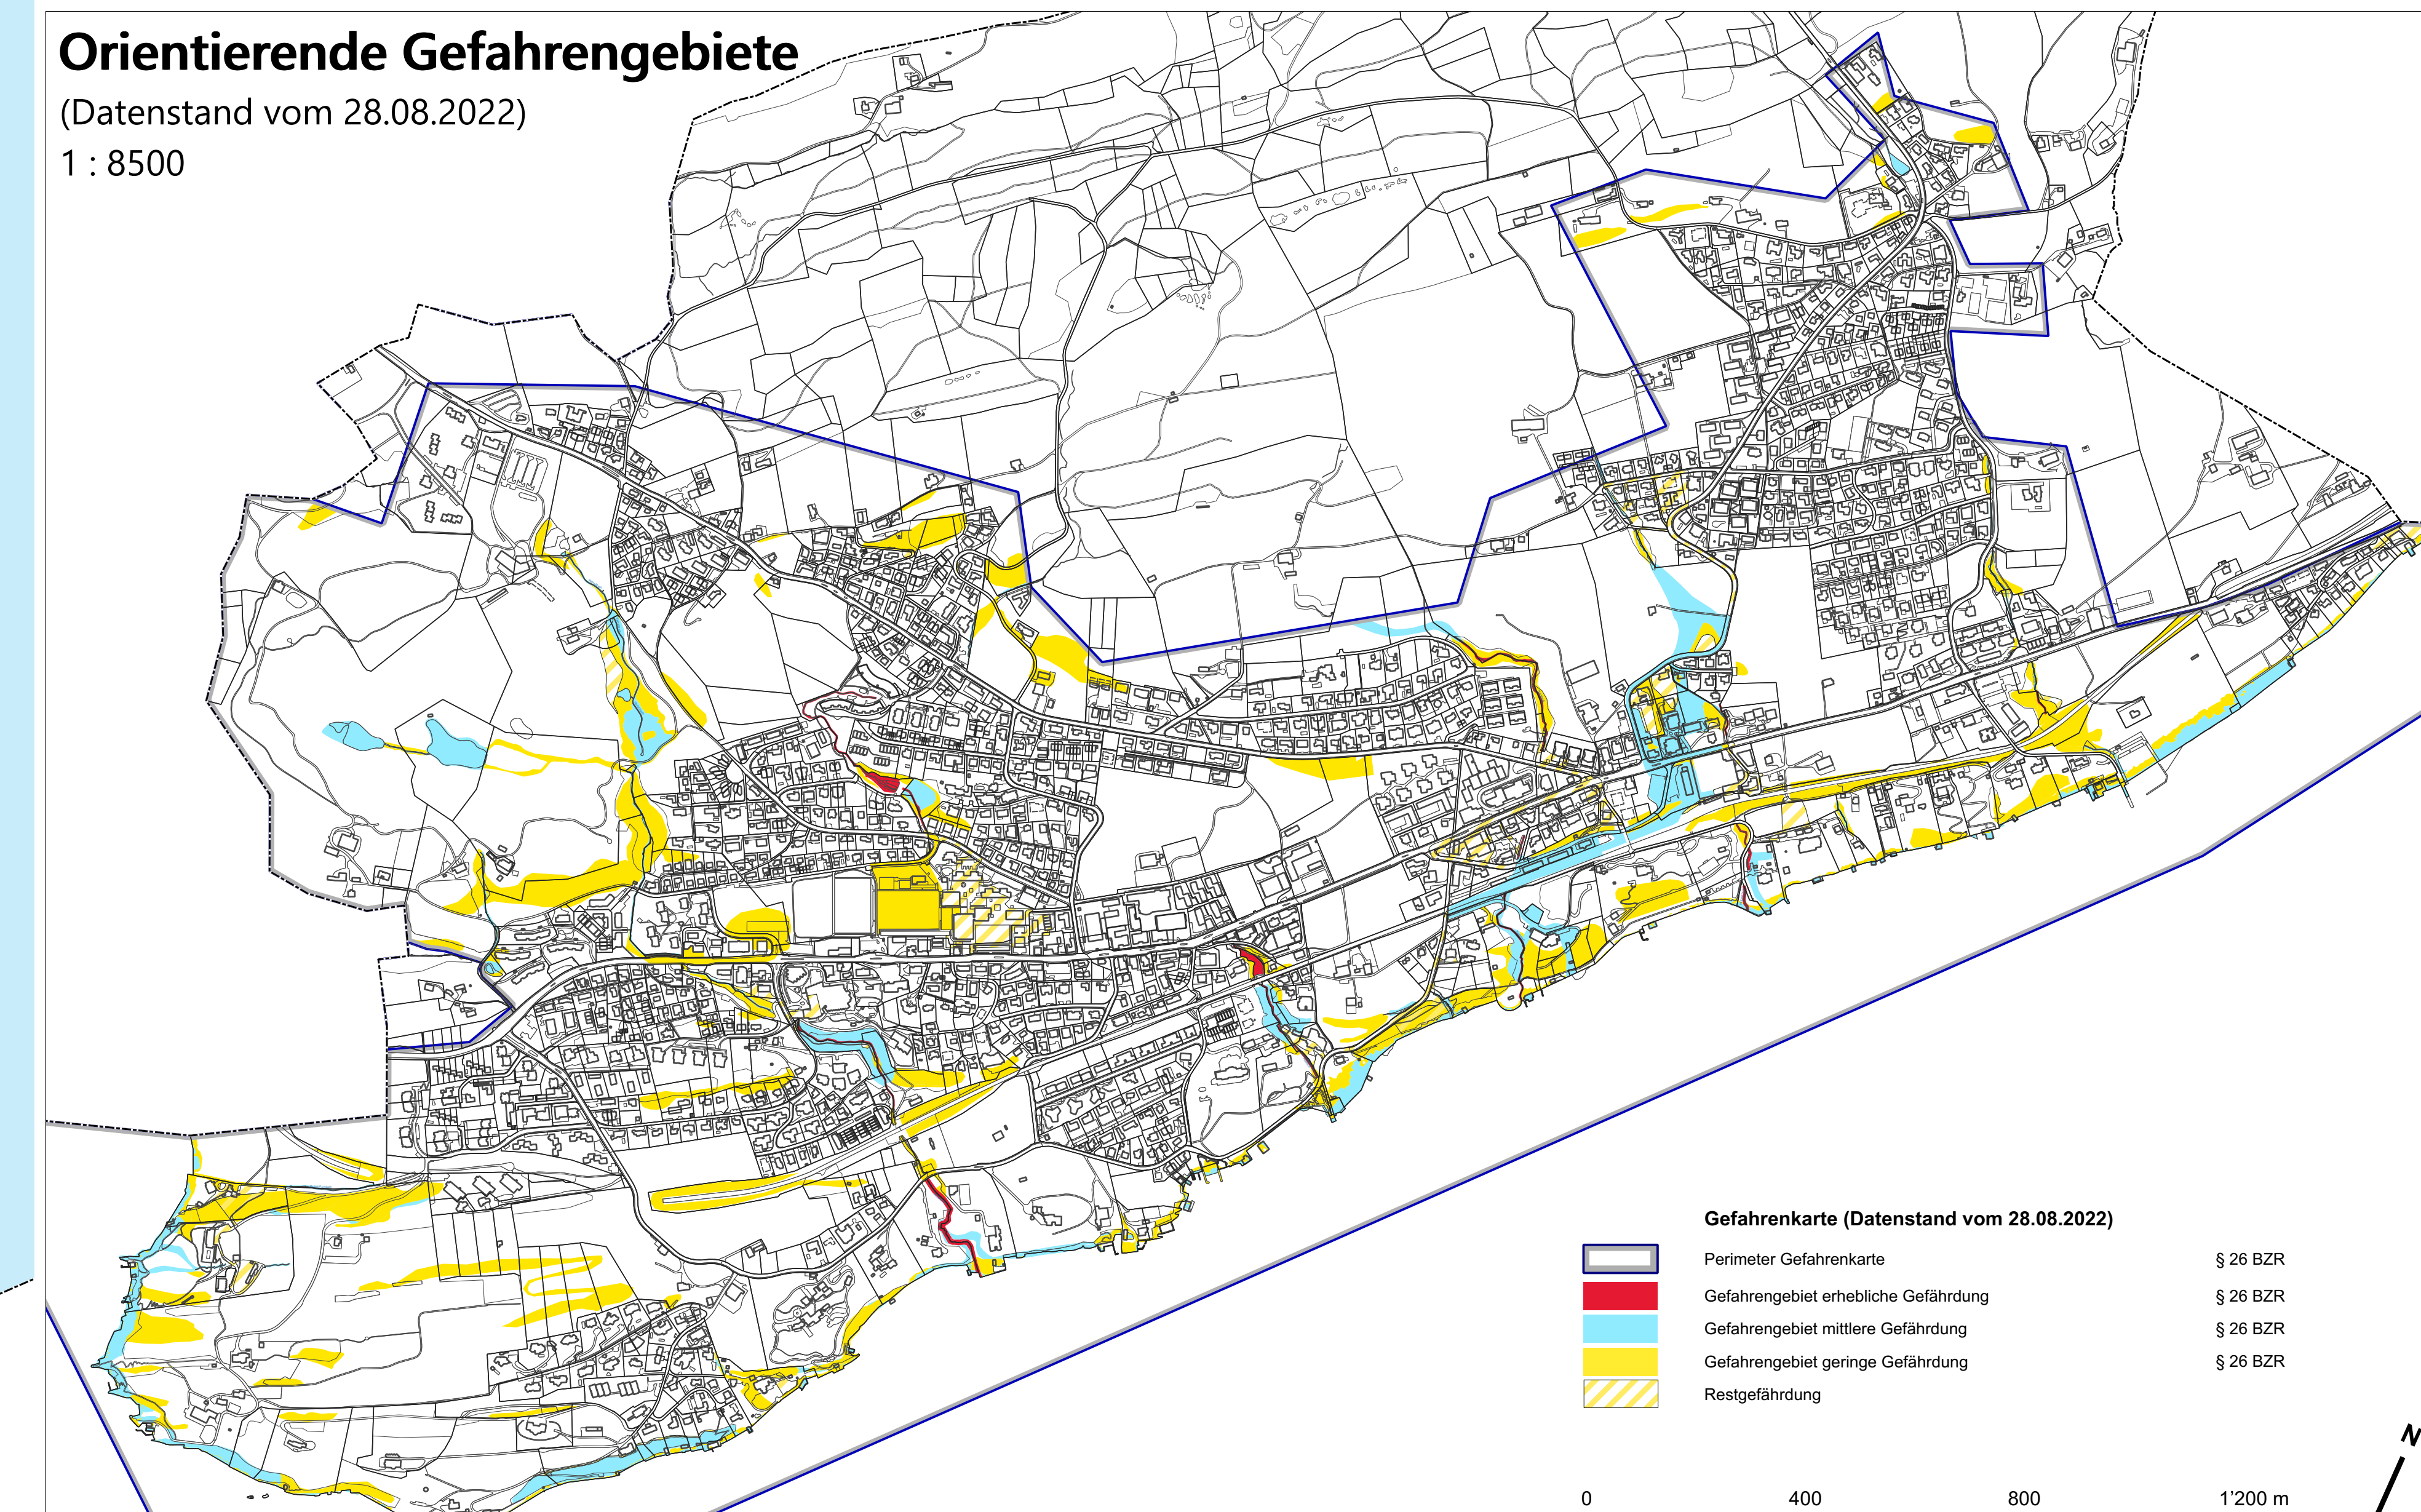 Orientierende Gefahrengebiete
(Datenstand vom 28.08.2022)
1 : 8500
Gefahrenkarte (Datenstand vom 28.08.2022)
Perimeter Gefahrenkarte § 26 BZR
Gefahrengebiet erhebliche Gefährdung § 26 BZR
Gefahrengebiet mittlere Gefährdung § 26 BZR
Gefahrengebiet geringe Gefährdung § 26 BZR
Restgefährdung
N
0 400 800 1’200 m